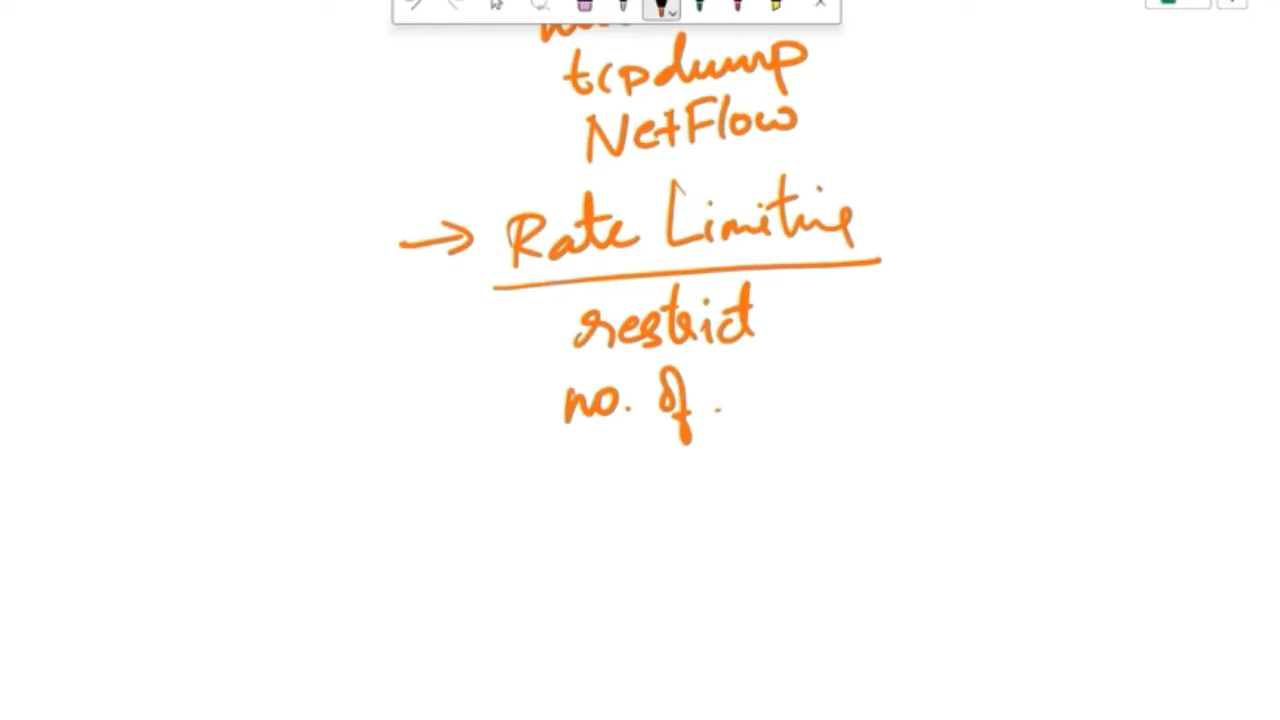 tcpdump
NetFlow
→ Rate Limiting
restrict
no. of